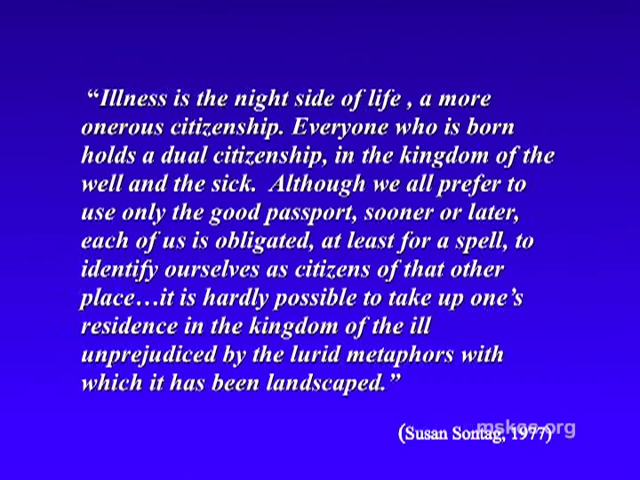 “Illness is the night side of life , a more
onerous citizenship. Everyone who is born
holds a dual citizenship, in the kingdom of the
well and the sick.  Although we all prefer to
use only the good passport, sooner or later,
each of us is obligated, at least for a spell, to
identify ourselves as citizens of that other
place…it is hardly possible to take up one’s
residence in the kingdom of the ill
unprejudiced by the lurid metaphors with
which it has been landscaped.”
(Susan Sontag, 1977)
mskcc.org